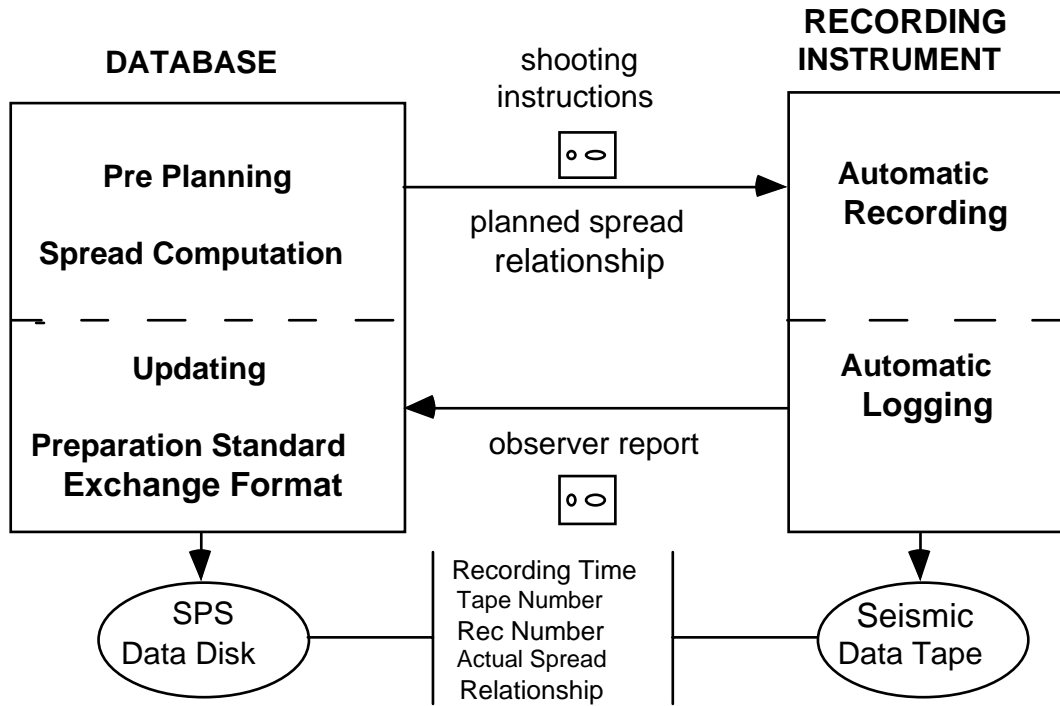 DATABASE
RECORDING
INSTRUMENT
shooting
instructions
Pre Planning
Spread Computation
planned spread
relationship
Automatic
Recording
Updating
Preparation Standard
Exchange Format
observer report
Automatic
Logging
SPS
Data Disk
Recording Time
Tape Number
Rec Number
Actual Spread
Relationship
Seismic
Data Tape